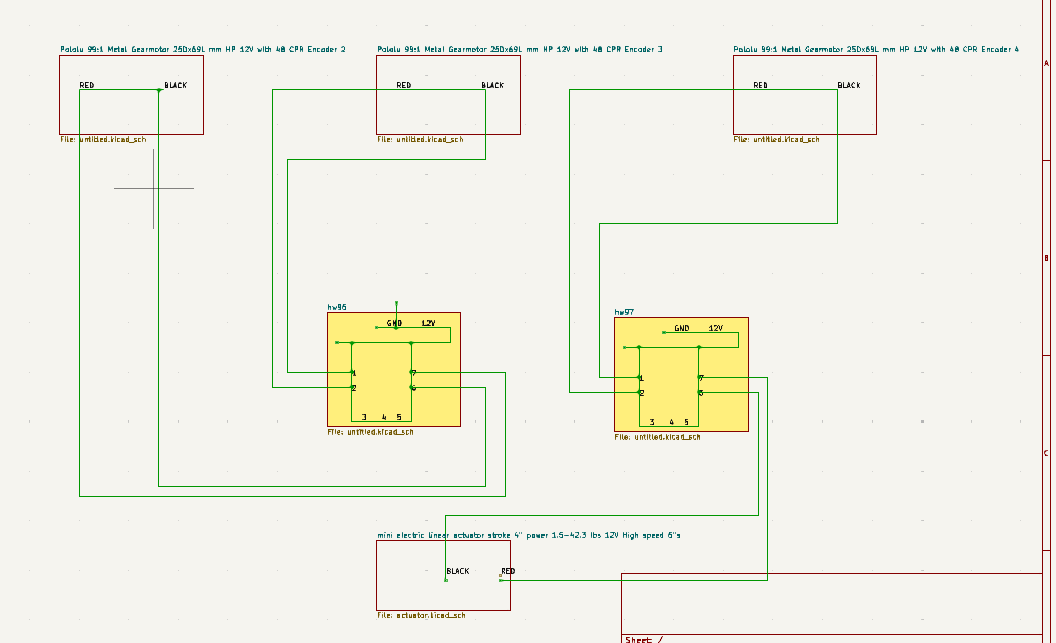 Pololu 99:1 Metal Gearmotor 25Dx69L mm HP 12V with 48 CPR Encoder 2
Pololu 99:1 Metal Gearmotor 25Dx69L mm HP 12V with 48 CPR Encoder 3
Pololu 99:1 Metal Gearmotor 25Dx69L mm HP 12V with 48 CPR Encoder 4
A
RED BLACK
RED BLACK
RED BLACK
File: untitled.kicad_sch
File: untitled.kicad_sch
File: untitled.kicad_sch
B
hw96
hw97
GND 12V
GND 12V
1 7
2 6
1 7
2 6
3 4 5
3 4 5
File: untitled.kicad_sch
File: untitled.kicad_sch
C
mini electric linear actuator stroke 4" power 1.5-42.3 lbs 12V High speed 6"s
BLACK RED
File: actuator.kicad_sch
Sheet: /